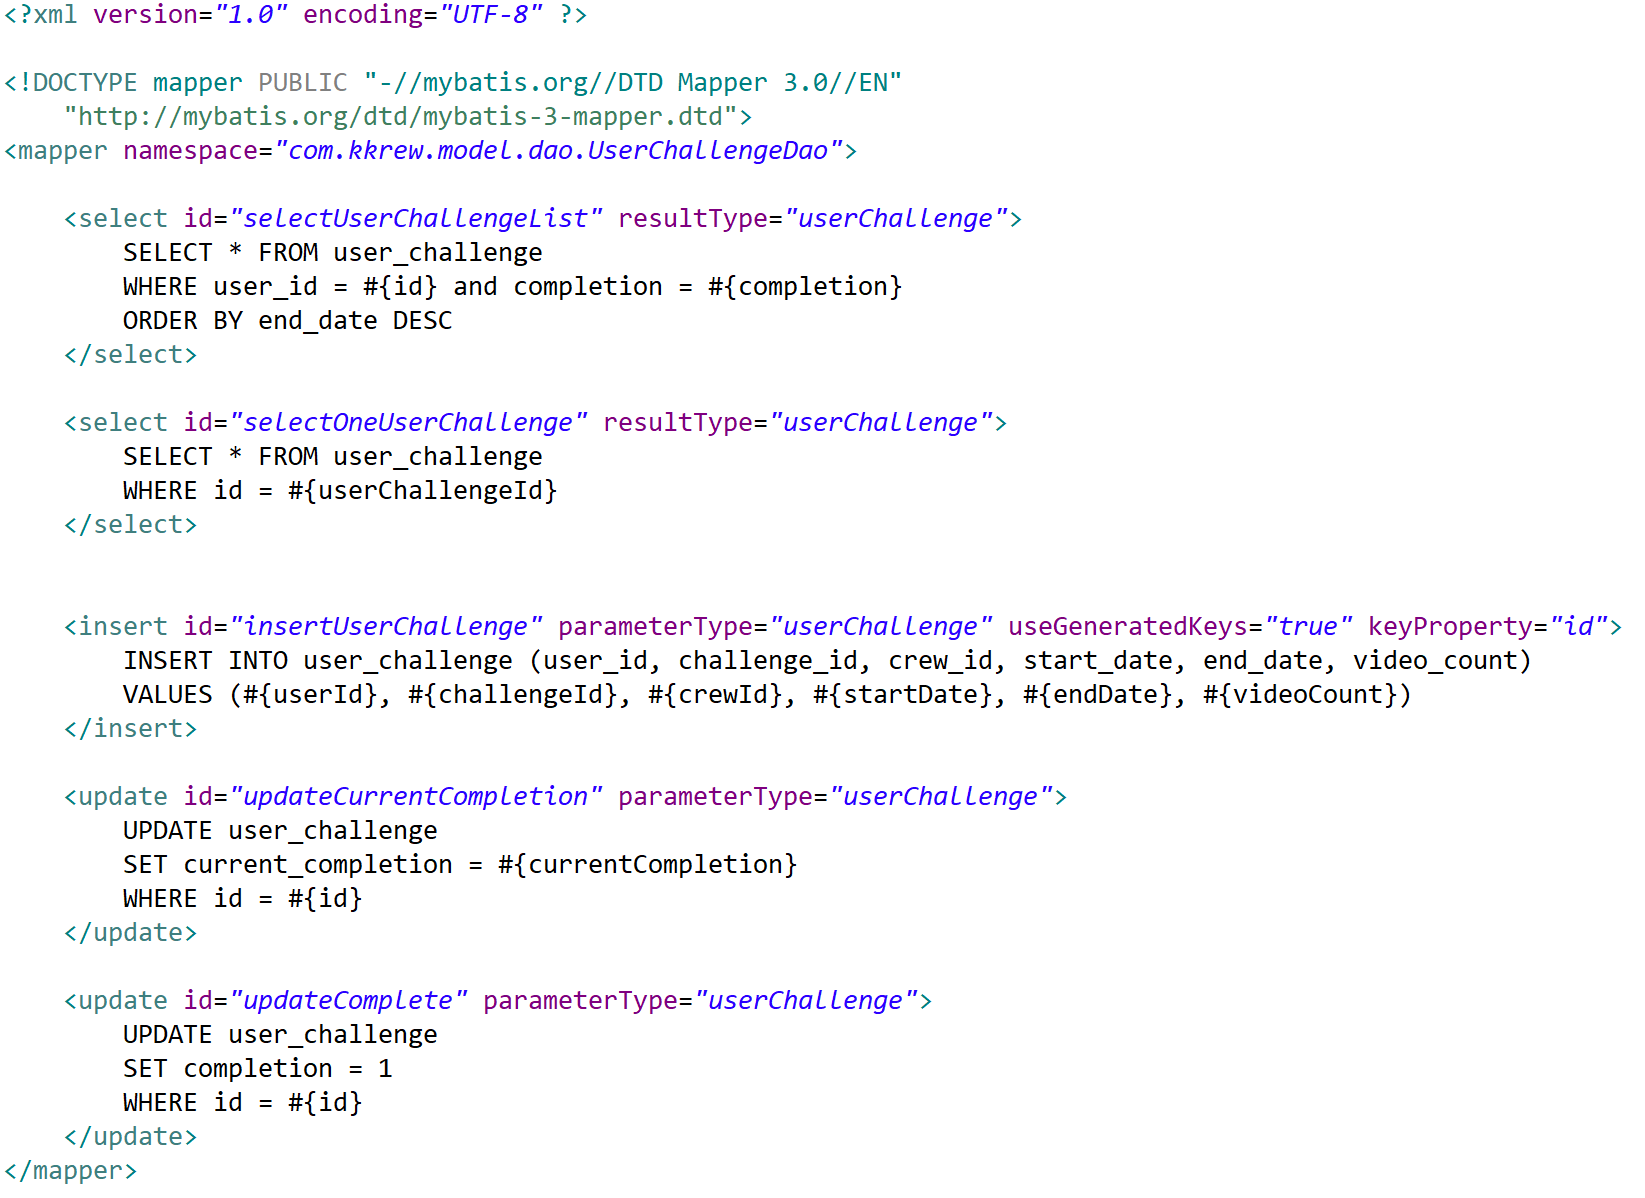 <?xml version="1.0" encoding="UTF-8" ?>
<!DOCTYPE mapper PUBLIC "-//mybatis.org//DTD Mapper 3.0//EN"
"http://mybatis.org/dtd/mybatis-3-mapper.dtd">
<mapper namespace="com.kkrew.model.dao.UserChallengeDao">
<select id="selectUserChallengeList" resultType="userChallenge">
SELECT * FROM user_challenge
WHERE user_id = #{id} and completion = #{completion}
ORDER BY end_date DESC
</select>
<select id="selectOneUserChallenge" resultType="userChallenge">
SELECT * FROM user_challenge
WHERE id = #{userChallengeId}
</select>
<insert id="insertUserChallenge" parameterType="userChallenge" useGeneratedKeys="true" keyProperty="id">
INSERT INTO user_challenge (user_id, challenge_id, crew_id, start_date, end_date, video_count)
VALUES (#{userId}, #{challengeId}, #{crewId}, #{startDate}, #{endDate}, #{videoCount})
</insert>
<update id="updateCurrentCompletion" parameterType="userChallenge">
UPDATE user_challenge
SET current_completion = #{currentCompletion}
WHERE id = #{id}
</update>
<update id="updateComplete" parameterType="userChallenge">
UPDATE user_challenge
SET completion = 1
WHERE id = #{id}
</update>
</mapper>